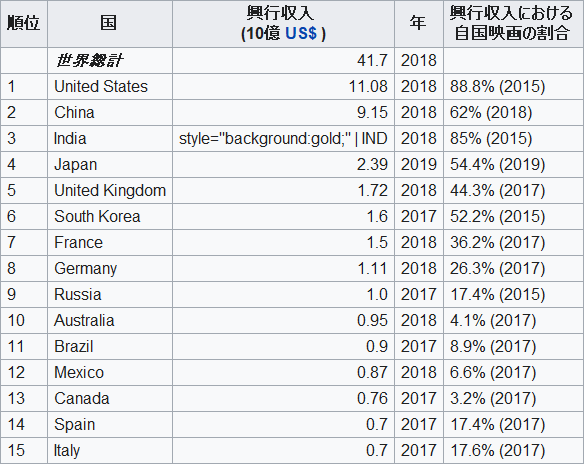 順位 国 興行収入 (10億 US$ ) 年 興行収入における 自国映画の割合
世界総計 41.7 2018
1 United States 11.08 2018 88.8% (2015)
2 China 9.15 2018 62% (2018)
3 India style="background:gold;" | IND 2018 85% (2015)
4 Japan 2.39 2019 54.4% (2019)
5 United Kingdom 1.72 2018 44.3% (2017)
6 South Korea 1.6 2017 52.2% (2015)
7 France 1.5 2018 36.2% (2017)
8 Germany 1.11 2018 26.3% (2017)
9 Russia 1.0 2017 17.4% (2015)
10 Australia 0.95 2018 4.1% (2017)
11 Brazil 0.9 2017 8.9% (2017)
12 Mexico 0.87 2018 6.6% (2017)
13 Canada 0.76 2017 3.2% (2017)
14 Spain 0.7 2017 17.4% (2017)
15 Italy 0.7 2017 17.6% (2017)